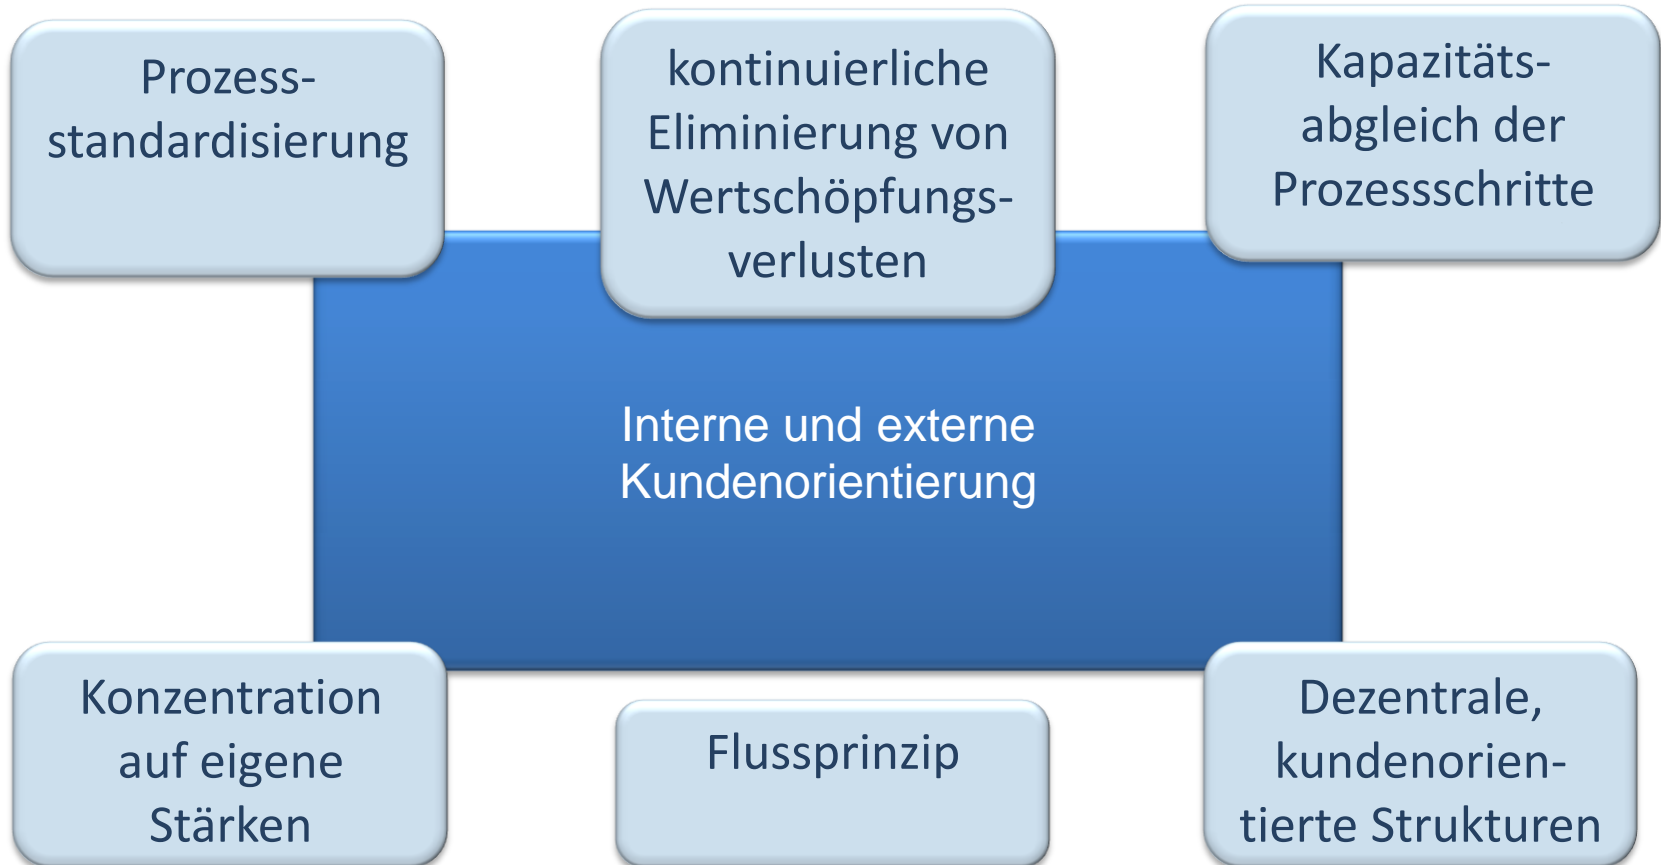 Prozess-
standardisierung
kontinuierliche
Eliminierung von
Wertschöpfungs-
verlusten
Kapazitäts-
abgleich der
Prozessschritte
Interne und externe
Kundenorientierung
Konzentration
auf eigene
Stärken
Flussprinzip
Dezentrale,
kundenorien-
tierte Strukturen